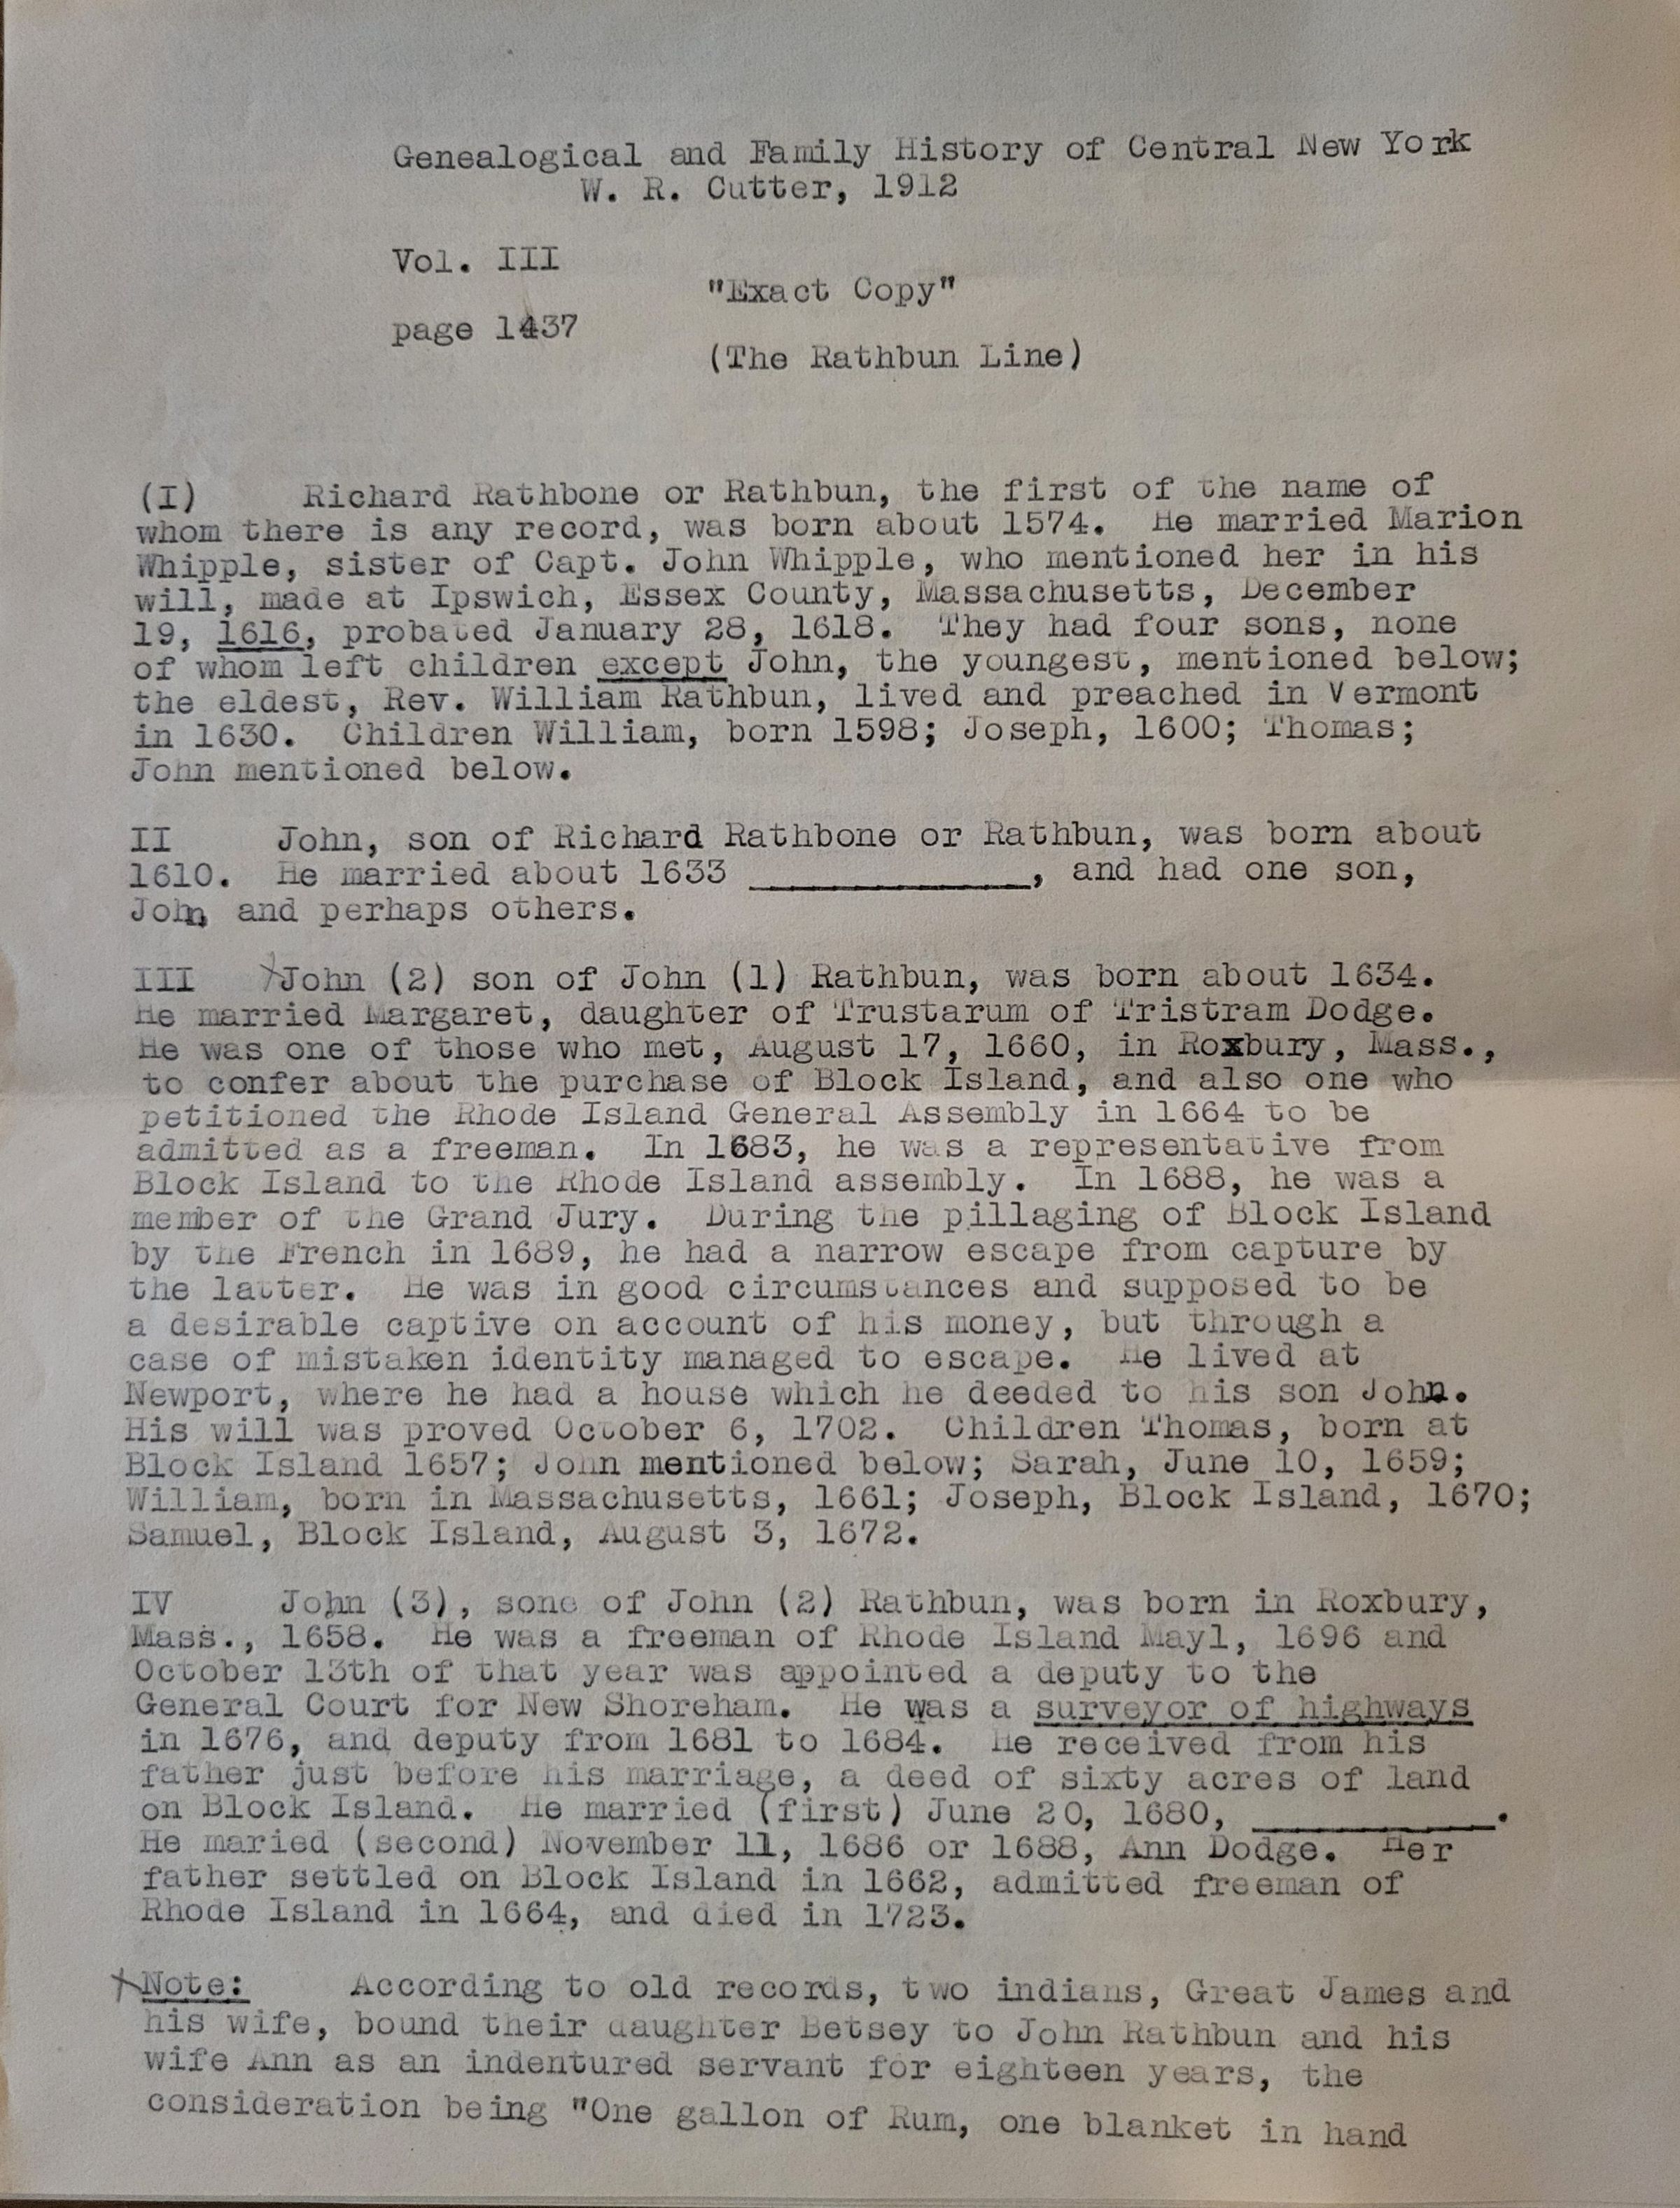 Genealogical and Family History of Central New York
W. R. Cutter, 1912
Vol. III
"Exact Copy"
page 1437
(The Rathbun Line)
(I) Richard Rathbone or Rathbun, the first of the name of
whom there is any record, was born about 1574. He married Marion
Whipple, sister of Capt. John Whipple, who mentioned her in his
will, made at Ipswich, Essex County, Massachusetts, December
19, 1616, probated January 28, 1618. They had four sons, none
of whom left children except John, the youngest, mentioned below;
the eldest, Rev. William Rathbun, lived and preached in Vermont
in 1630. Children William, born 1598; Joseph, 1600; Thomas;
John mentioned below.
II John, son of Richard Rathbone or Rathbun, was born about
1610. He married about 1633 ____________, and had one son,
John, and perhaps others.
III John (2) son of John (1) Rathbun, was born about 1634.
He married Margaret, daughter of Trustarum of Tristram Dodge.
He was one of those who met, August 17, 1660, in Roxbury, Mass.,
to confer about the purchase of Block Island, and also one who
petitioned the Rhode Island General Assembly in 1664 to be
admitted as a freeman. In 1683, he was a representative from
Block Island to the Rhode Island assembly. In 1688, he was a
member of the Grand Jury. During the pillaging of Block Island
by the French in 1689, he had a narrow escape from capture by
the latter. He was in good circumstances and supposed to be
a desirable captive on account of his money, but through a
case of mistaken identity managed to escape. He lived at
Newport, where he had a house which he deeded to his son John.
His will was proved October 6, 1702. Children Thomas, born at
Block Island 1657; John mentioned below; Sarah, June 10, 1659;
William, born in Massachusetts, 1661; Joseph, Block Island, 1670;
Samuel, Block Island, August 3, 1672.
IV John (3), sone of John (2) Rathbun, was born in Roxbury,
Mass., 1658. He was a freeman of Rhode Island May1, 1696 and
October 13th of that year was appointed a deputy to the
General Court for New Shoreham. He was a surveyor of highways
in 1676, and deputy from 1681 to 1684. He received from his
father just before his marriage, a deed of sixty acres of land
on Block Island. He married (first) June 20, 1680, ___________.
He maried (second) November 11, 1686 or 1688, Ann Dodge. Her
father settled on Block Island in 1662, admitted freeman of
Rhode Island in 1664, and died in 1723.
Note: According to old records, two indians, Great James and
his wife, bound their daughter Betsey to John Rathbun and his
wife Ann as an indentured servant for eighteen years, the
consideration being "One gallon of Rum, one blanket in hand